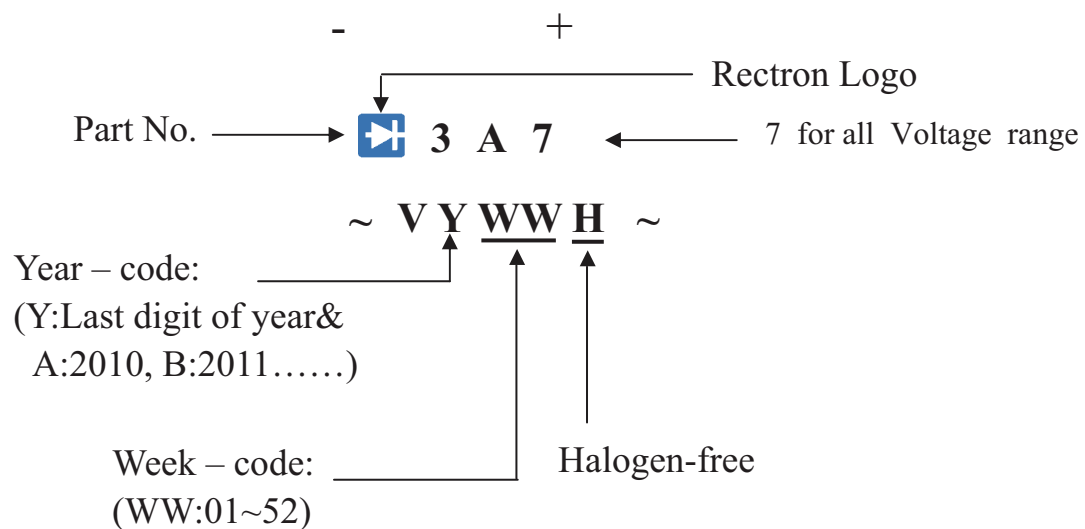 - +
Rectron Logo
Part No. 3 A 7 7 for all Voltage range
~ V Y WW H ~
Year – code:
(Y:Last digit of year&
A:2010, B:2011......)
Week – code:
(WW:01~52)
Halogen-free